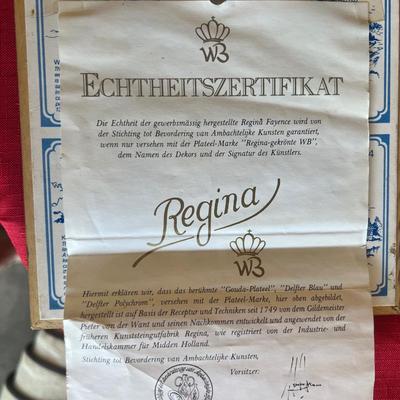 WB
ECHTHEITSZERTIFIKAT
Die Echtheit der gewerbsmässig hergestellte Regina Fayence wird von
der Stichting tot Bevordering van Ambachtelijke Kunsten garantiert,
wenn nur versehen mit der Plateel-Marke "Regina-gekrönte WB",
dem Namen des Dekors und der Signatur des Künstlers.
Regina
WB
Hiermit erklären wir, dass das berühmte "Gouda-Plateel", "Delfter Blau" und
"Delfter Polychrom", versehen mit der Plateel-Marke, hier oben abgebildet,
hergestellt ist auf Basis der Receptur und Techniken seit 1749 von dem Gildemeister
Pieter van der Want und seinen Nachkommen entwickelt und angewendet von der
früheren Kunststeingutfabrik Regina, wie registriert von der Industrie- und
Handelskammer für Midden Holland.
Stichting tot Bevordering van Ambachtelijke Kunsten,
Vorsitzer: